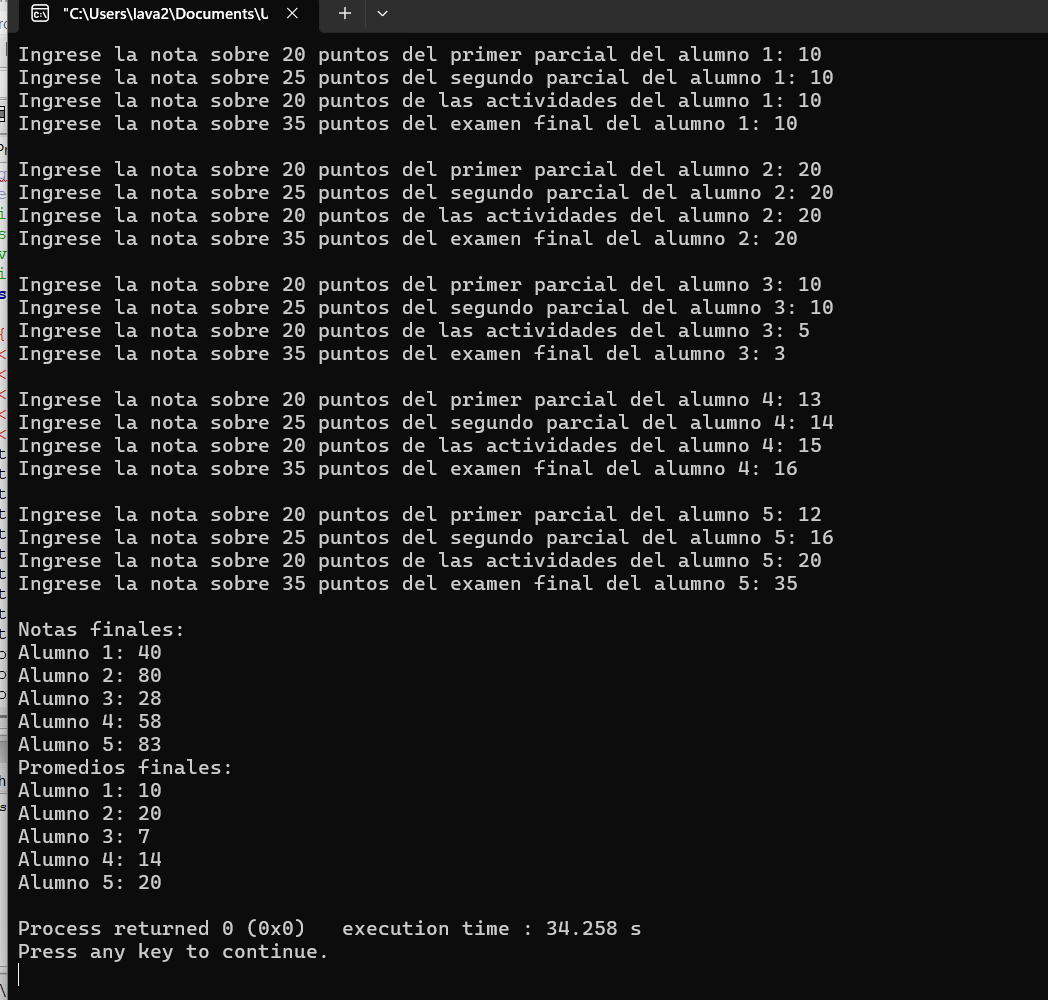 "C:\Users\lava2\Documents\U
Ingrese la nota sobre 20 puntos del primer parcial del alumno 1: 10
Ingrese la nota sobre 25 puntos del segundo parcial del alumno 1: 10
Ingrese la nota sobre 20 puntos de las actividades del alumno 1: 10
Ingrese la nota sobre 35 puntos del examen final del alumno 1: 10
Ingrese la nota sobre 20 puntos del primer parcial del alumno 2: 20
Ingrese la nota sobre 25 puntos del segundo parcial del alumno 2: 20
Ingrese la nota sobre 20 puntos de las actividades del alumno 2: 20
Ingrese la nota sobre 35 puntos del examen final del alumno 2: 20
Ingrese la nota sobre 20 puntos del primer parcial del alumno 3: 10
Ingrese la nota sobre 25 puntos del segundo parcial del alumno 3: 10
Ingrese la nota sobre 20 puntos de las actividades del alumno 3: 5
Ingrese la nota sobre 35 puntos del examen final del alumno 3: 3
Ingrese la nota sobre 20 puntos del primer parcial del alumno 4: 13
Ingrese la nota sobre 25 puntos del segundo parcial del alumno 4: 14
Ingrese la nota sobre 20 puntos de las actividades del alumno 4: 15
Ingrese la nota sobre 35 puntos del examen final del alumno 4: 16
Ingrese la nota sobre 20 puntos del primer parcial del alumno 5: 12
Ingrese la nota sobre 25 puntos del segundo parcial del alumno 5: 16
Ingrese la nota sobre 20 puntos de las actividades del alumno 5: 20
Ingrese la nota sobre 35 puntos del examen final del alumno 5: 35
Notas finales:
Alumno 1: 40
Alumno 2: 80
Alumno 3: 28
Alumno 4: 58
Alumno 5: 83
Promedios finales:
Alumno 1: 10
Alumno 2: 20
Alumno 3: 7
Alumno 4: 14
Alumno 5: 20
Process returned 0 (0x0)   execution time : 34.258 s
Press any key to continue.